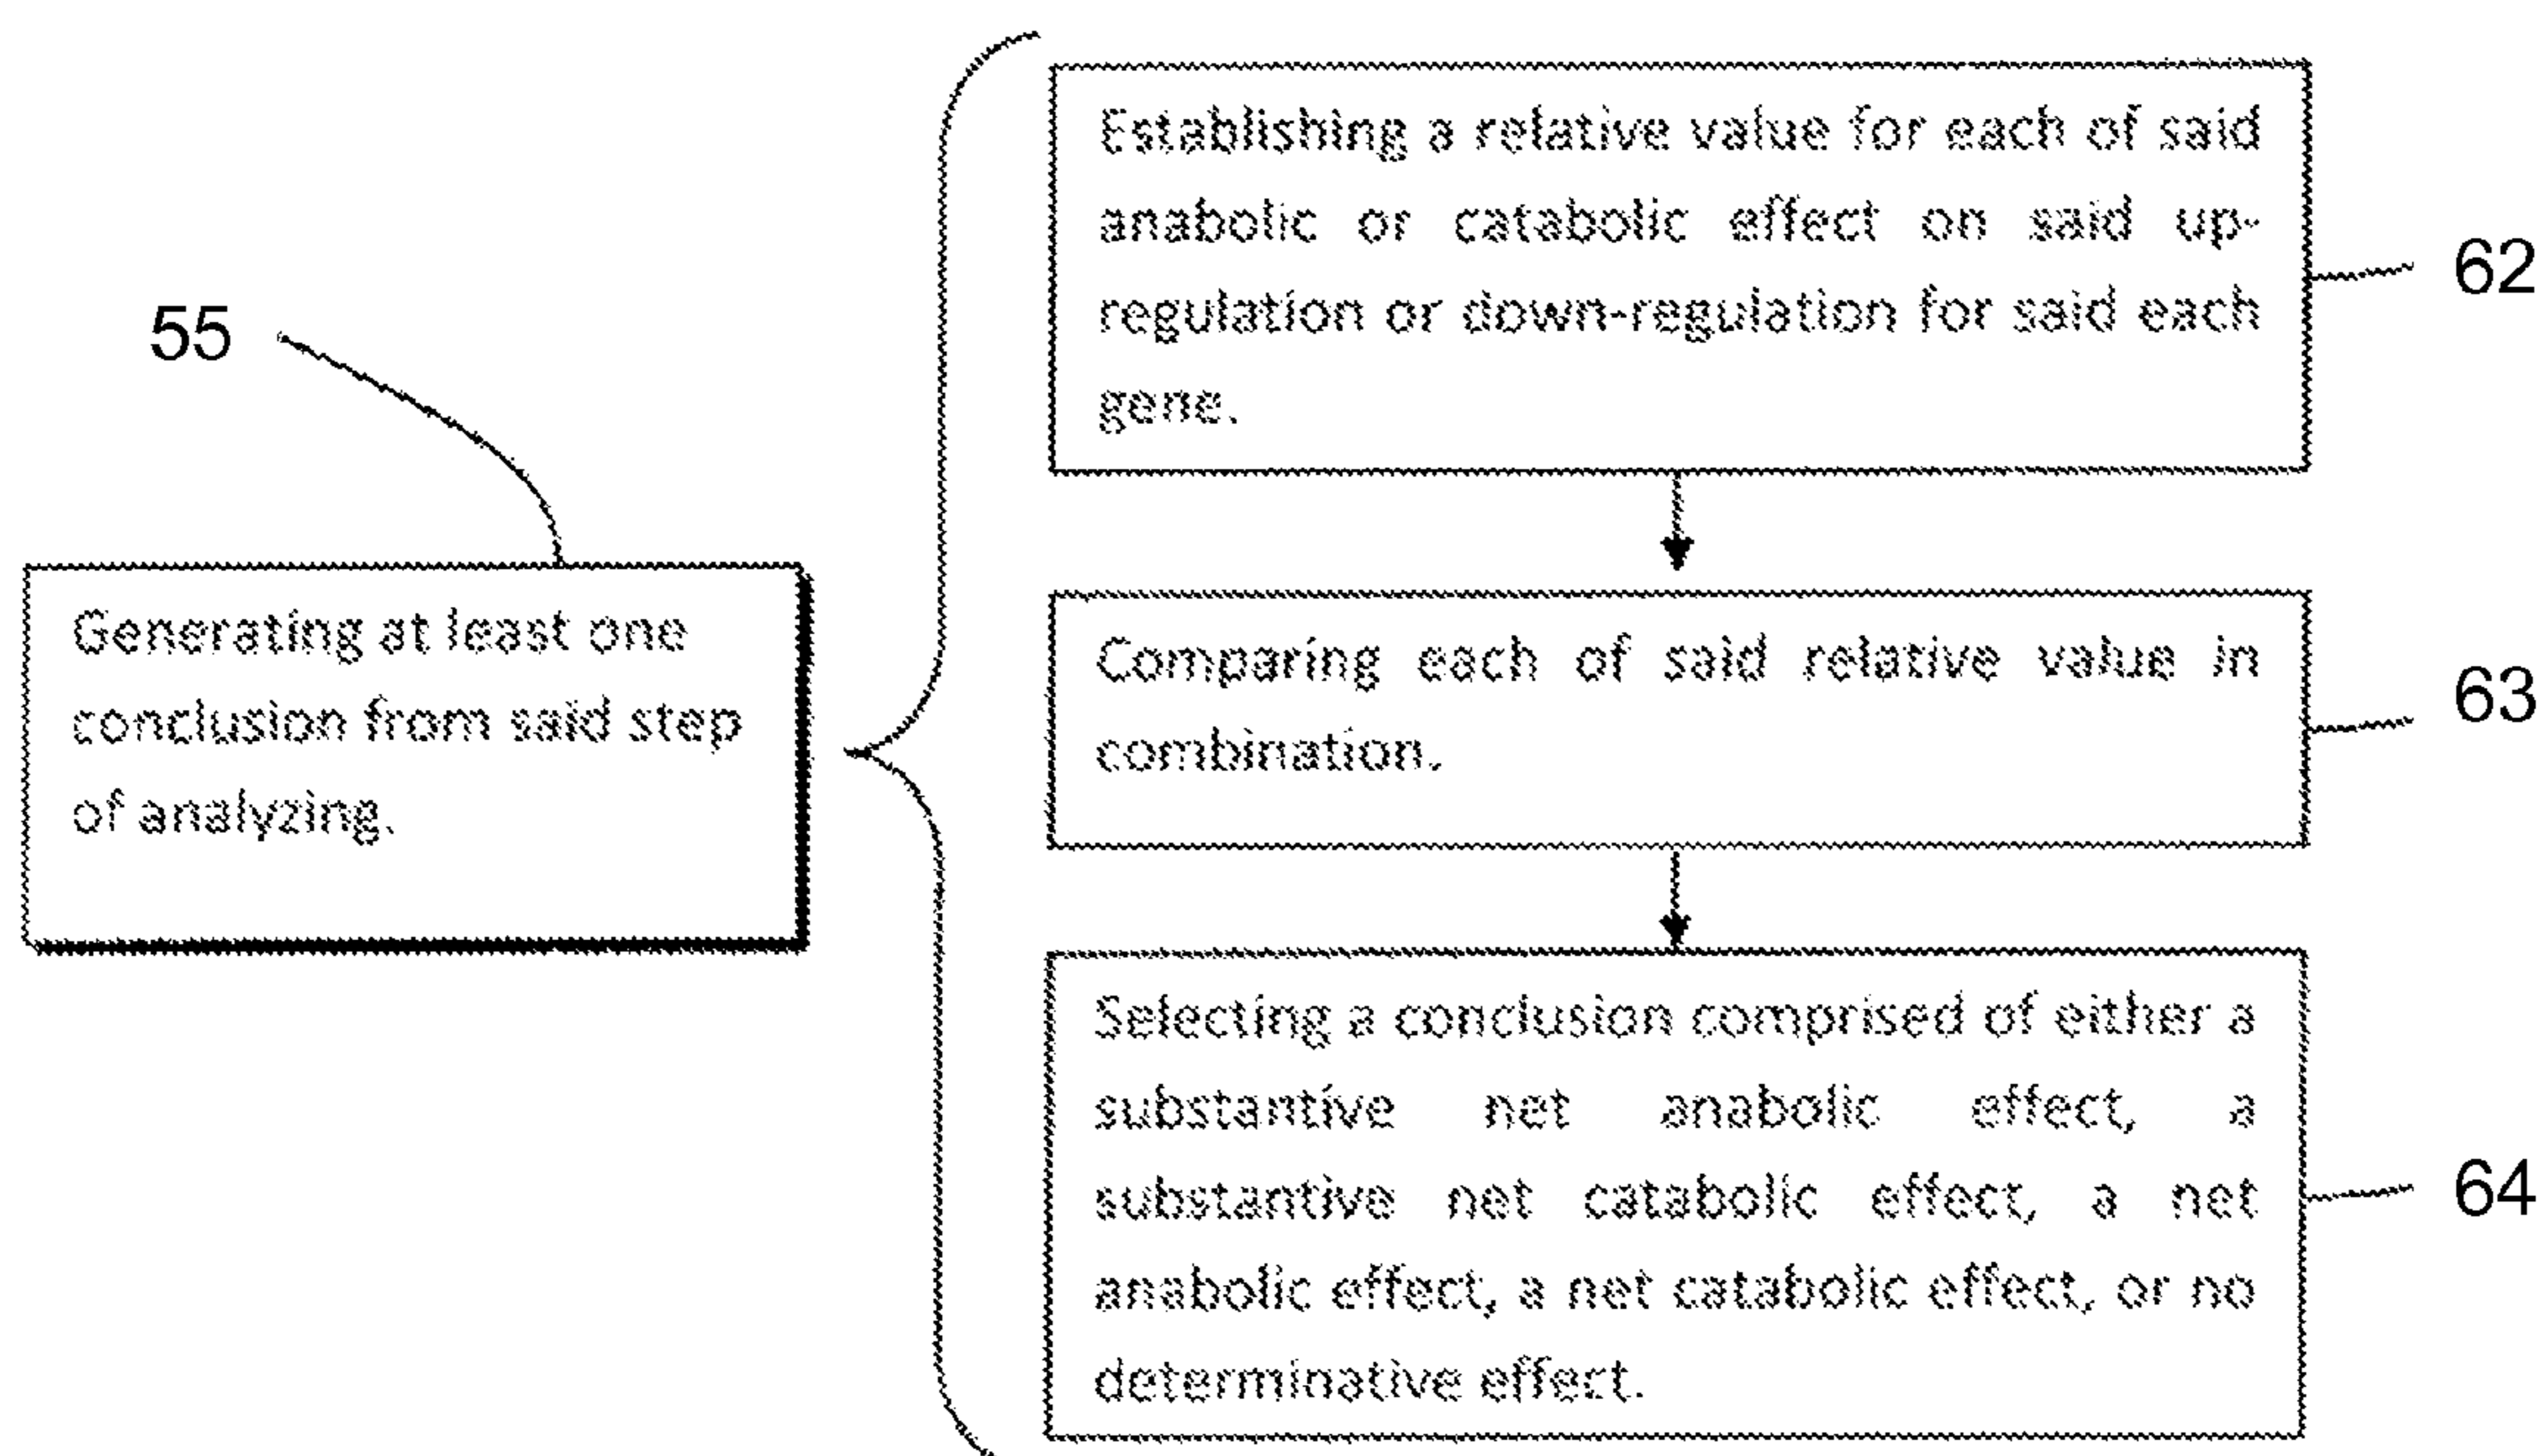 55
Generating at least one
conclusion from said step
of analyzing.
Establishing a relative value for each of said
anabolic or catabolic effect on said up-
regulation or down-regulation for said each
gene.
62
Comparing each of said relative value in
combination.
63
Selecting a conclusion comprised of either a
substantive net anabolic effect, a
substantive net catabolic effect, a net
anabolic effect, a net catabolic effect, or no
determinative effect.
64